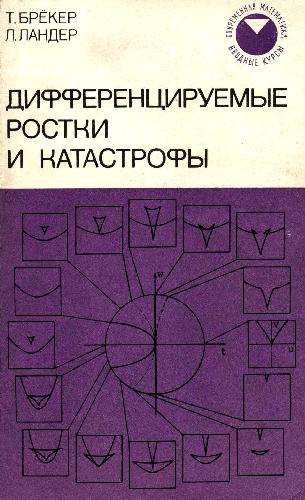 Т. БРЁКЕР
Л. ЛАНДЕР
СОВРЕМЕННАЯ МАТЕМАТИКА
ВВОДНЫЕ КУРСЫ
ДИФФЕРЕНЦИРУЕМЫЕ
РОСТКИ
И КАТАСТРОФЫ
w
v
t
u